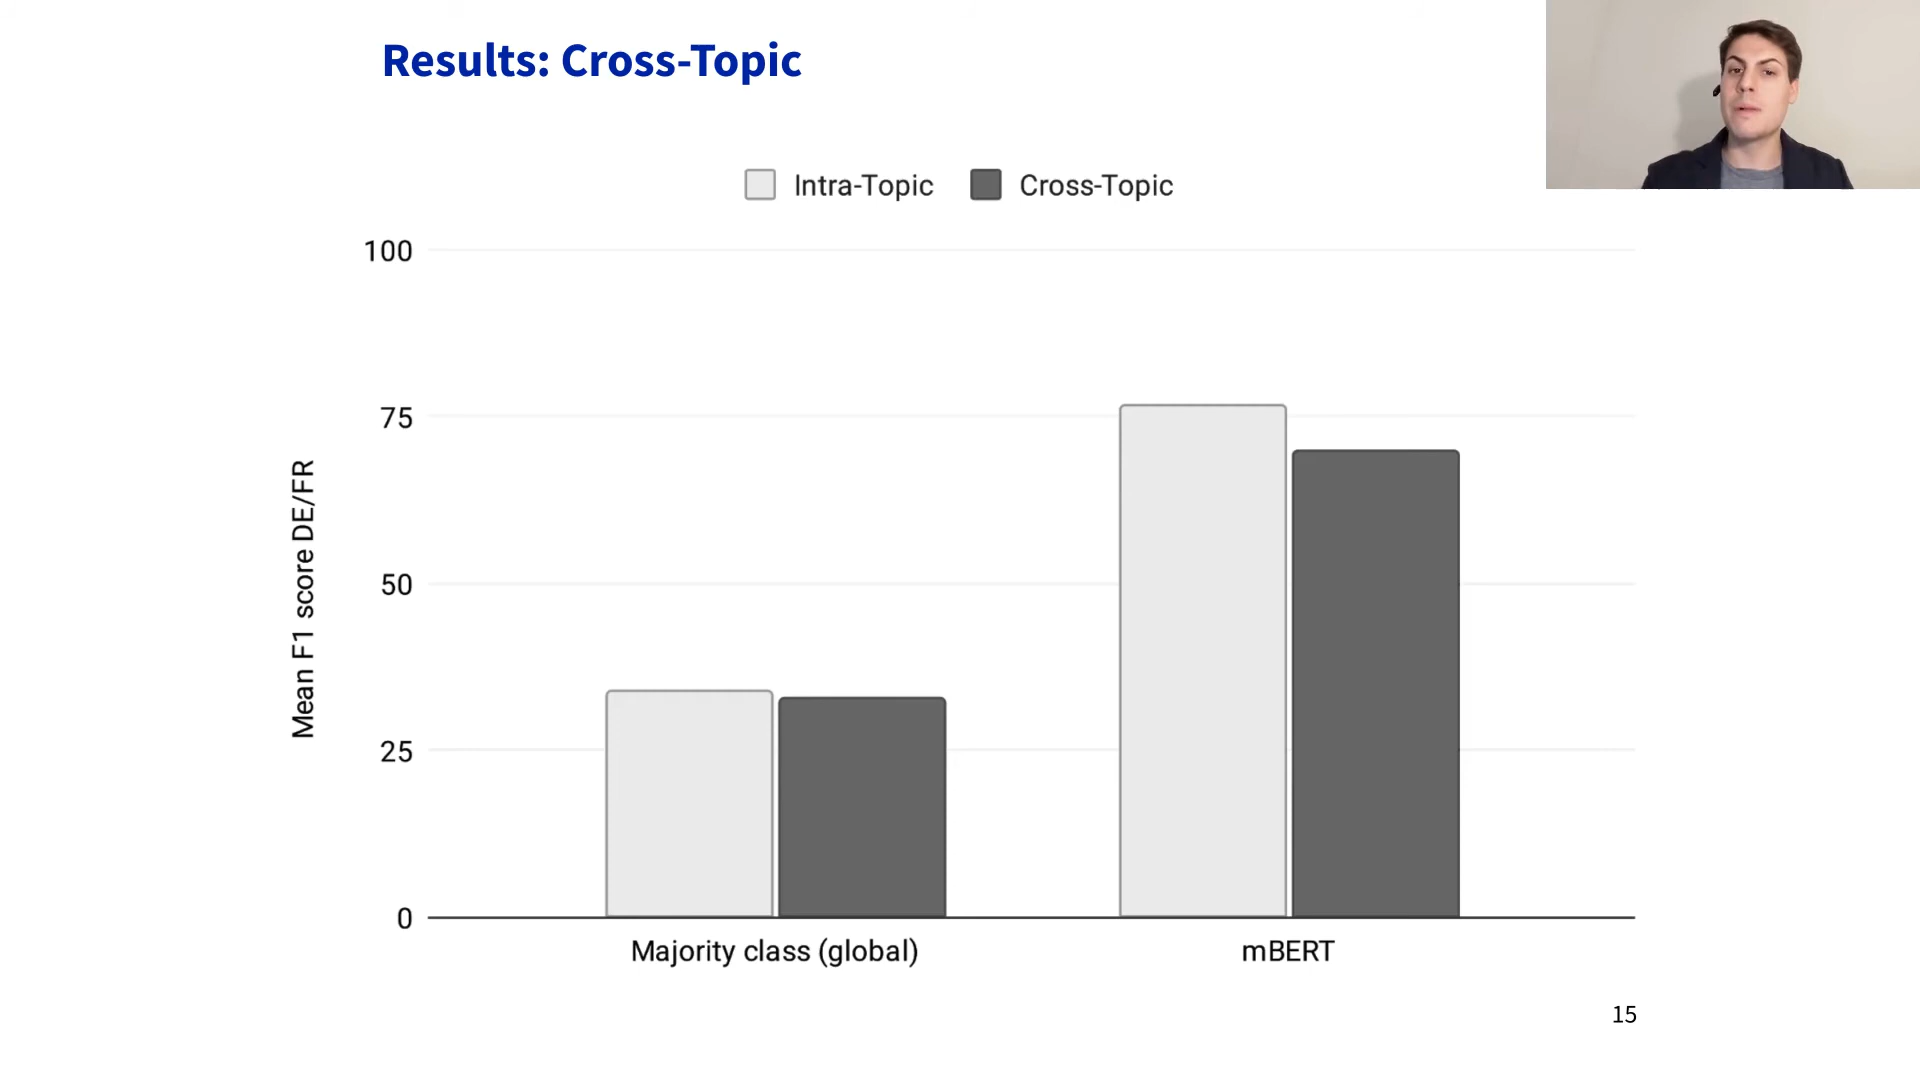 Results: Cross-Topic
Intra-Topic Cross-Topic
100
75
50
25
0
Mean F1 score DE/FR
Majority class (global) mBERT
15